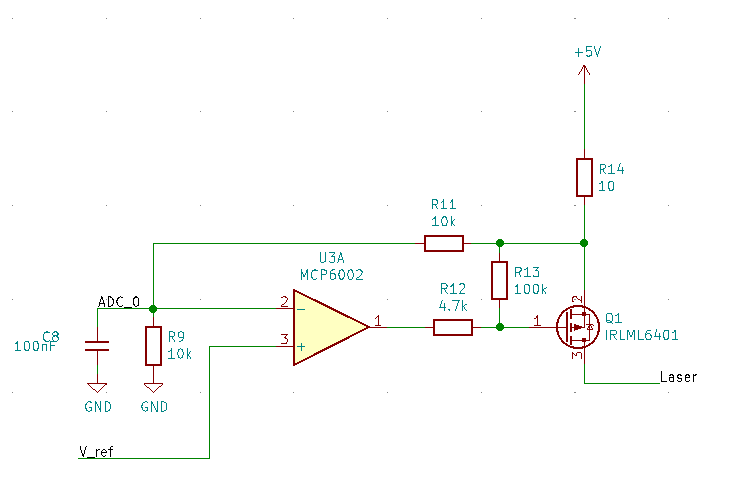 +5V
R14
10
R11
10k
U3A
MCP6002
R13
100k
R12
4.7k
ADC_0
2
-
3
+
1
1
2
3
Q1
IRLML6401
C8
100nF
R9
10k
GND
GND
Laser
V_ref